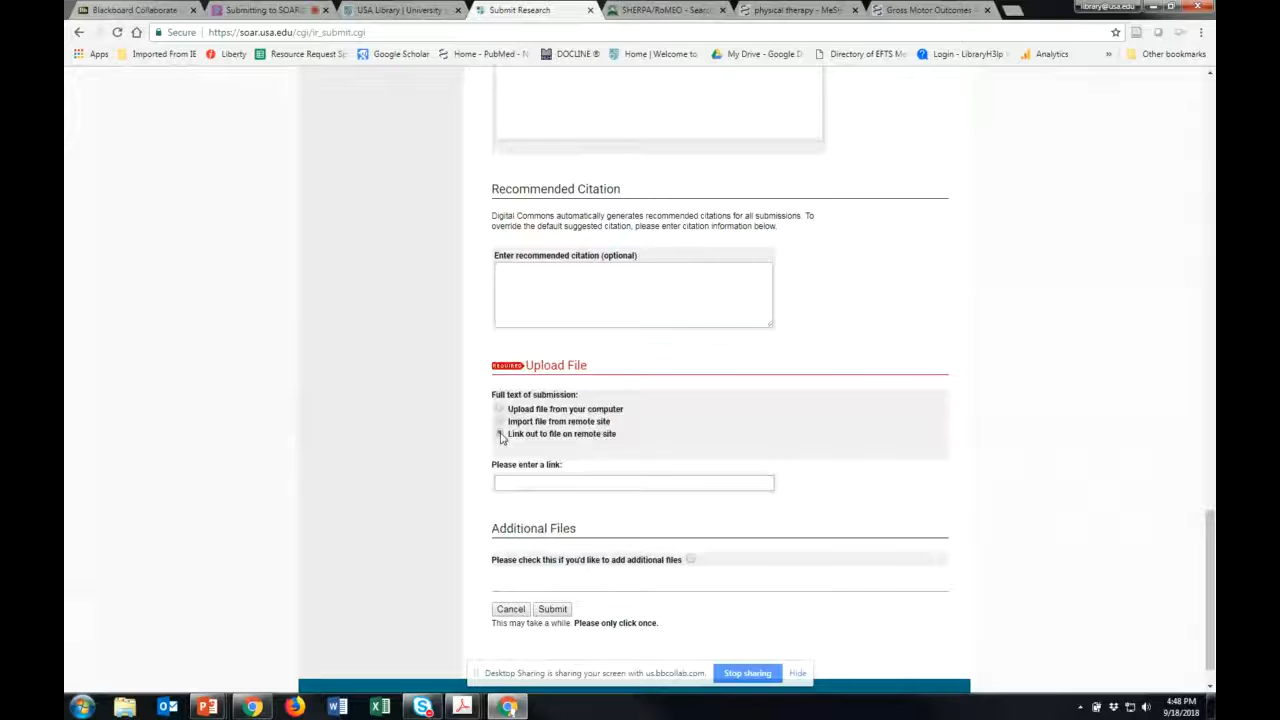 Blackboard Collaborate
Submitting to SOAR
USA Library | University
Submit Research
SHERPA/RoMEO - Searc
physical therapy - MeS
Gross Motor Outcomes
library@usa.edu
Secure
https://soar.usa.edu/cgi/ir_submit.cgi
Apps
Imported From IE
Liberty
Resource Request Sp
Google Scholar
Home - PubMed - N
DOCLINE ®
Home | Welcome to
My Drive - Google D
Directory of EFTS Me
Login - LibraryH3lp
Analytics
»
Other bookmarks
Recommended Citation
Digital Commons automatically generates recommended citations for all submissions. To
override the default suggested citation, please enter citation information below.
Enter recommended citation (optional)
REQUIRED Upload File
Full text of submission:
Upload file from your computer
Import file from remote site
Link out to file on remote site
Please enter a link:
Additional Files
Please check this if you'd like to add additional files
Cancel
Submit
This may take a while. Please only click once.
Desktop Sharing is sharing your screen with us.bbcollab.com.
Stop sharing
Hide
4:48 PM
9/18/2018